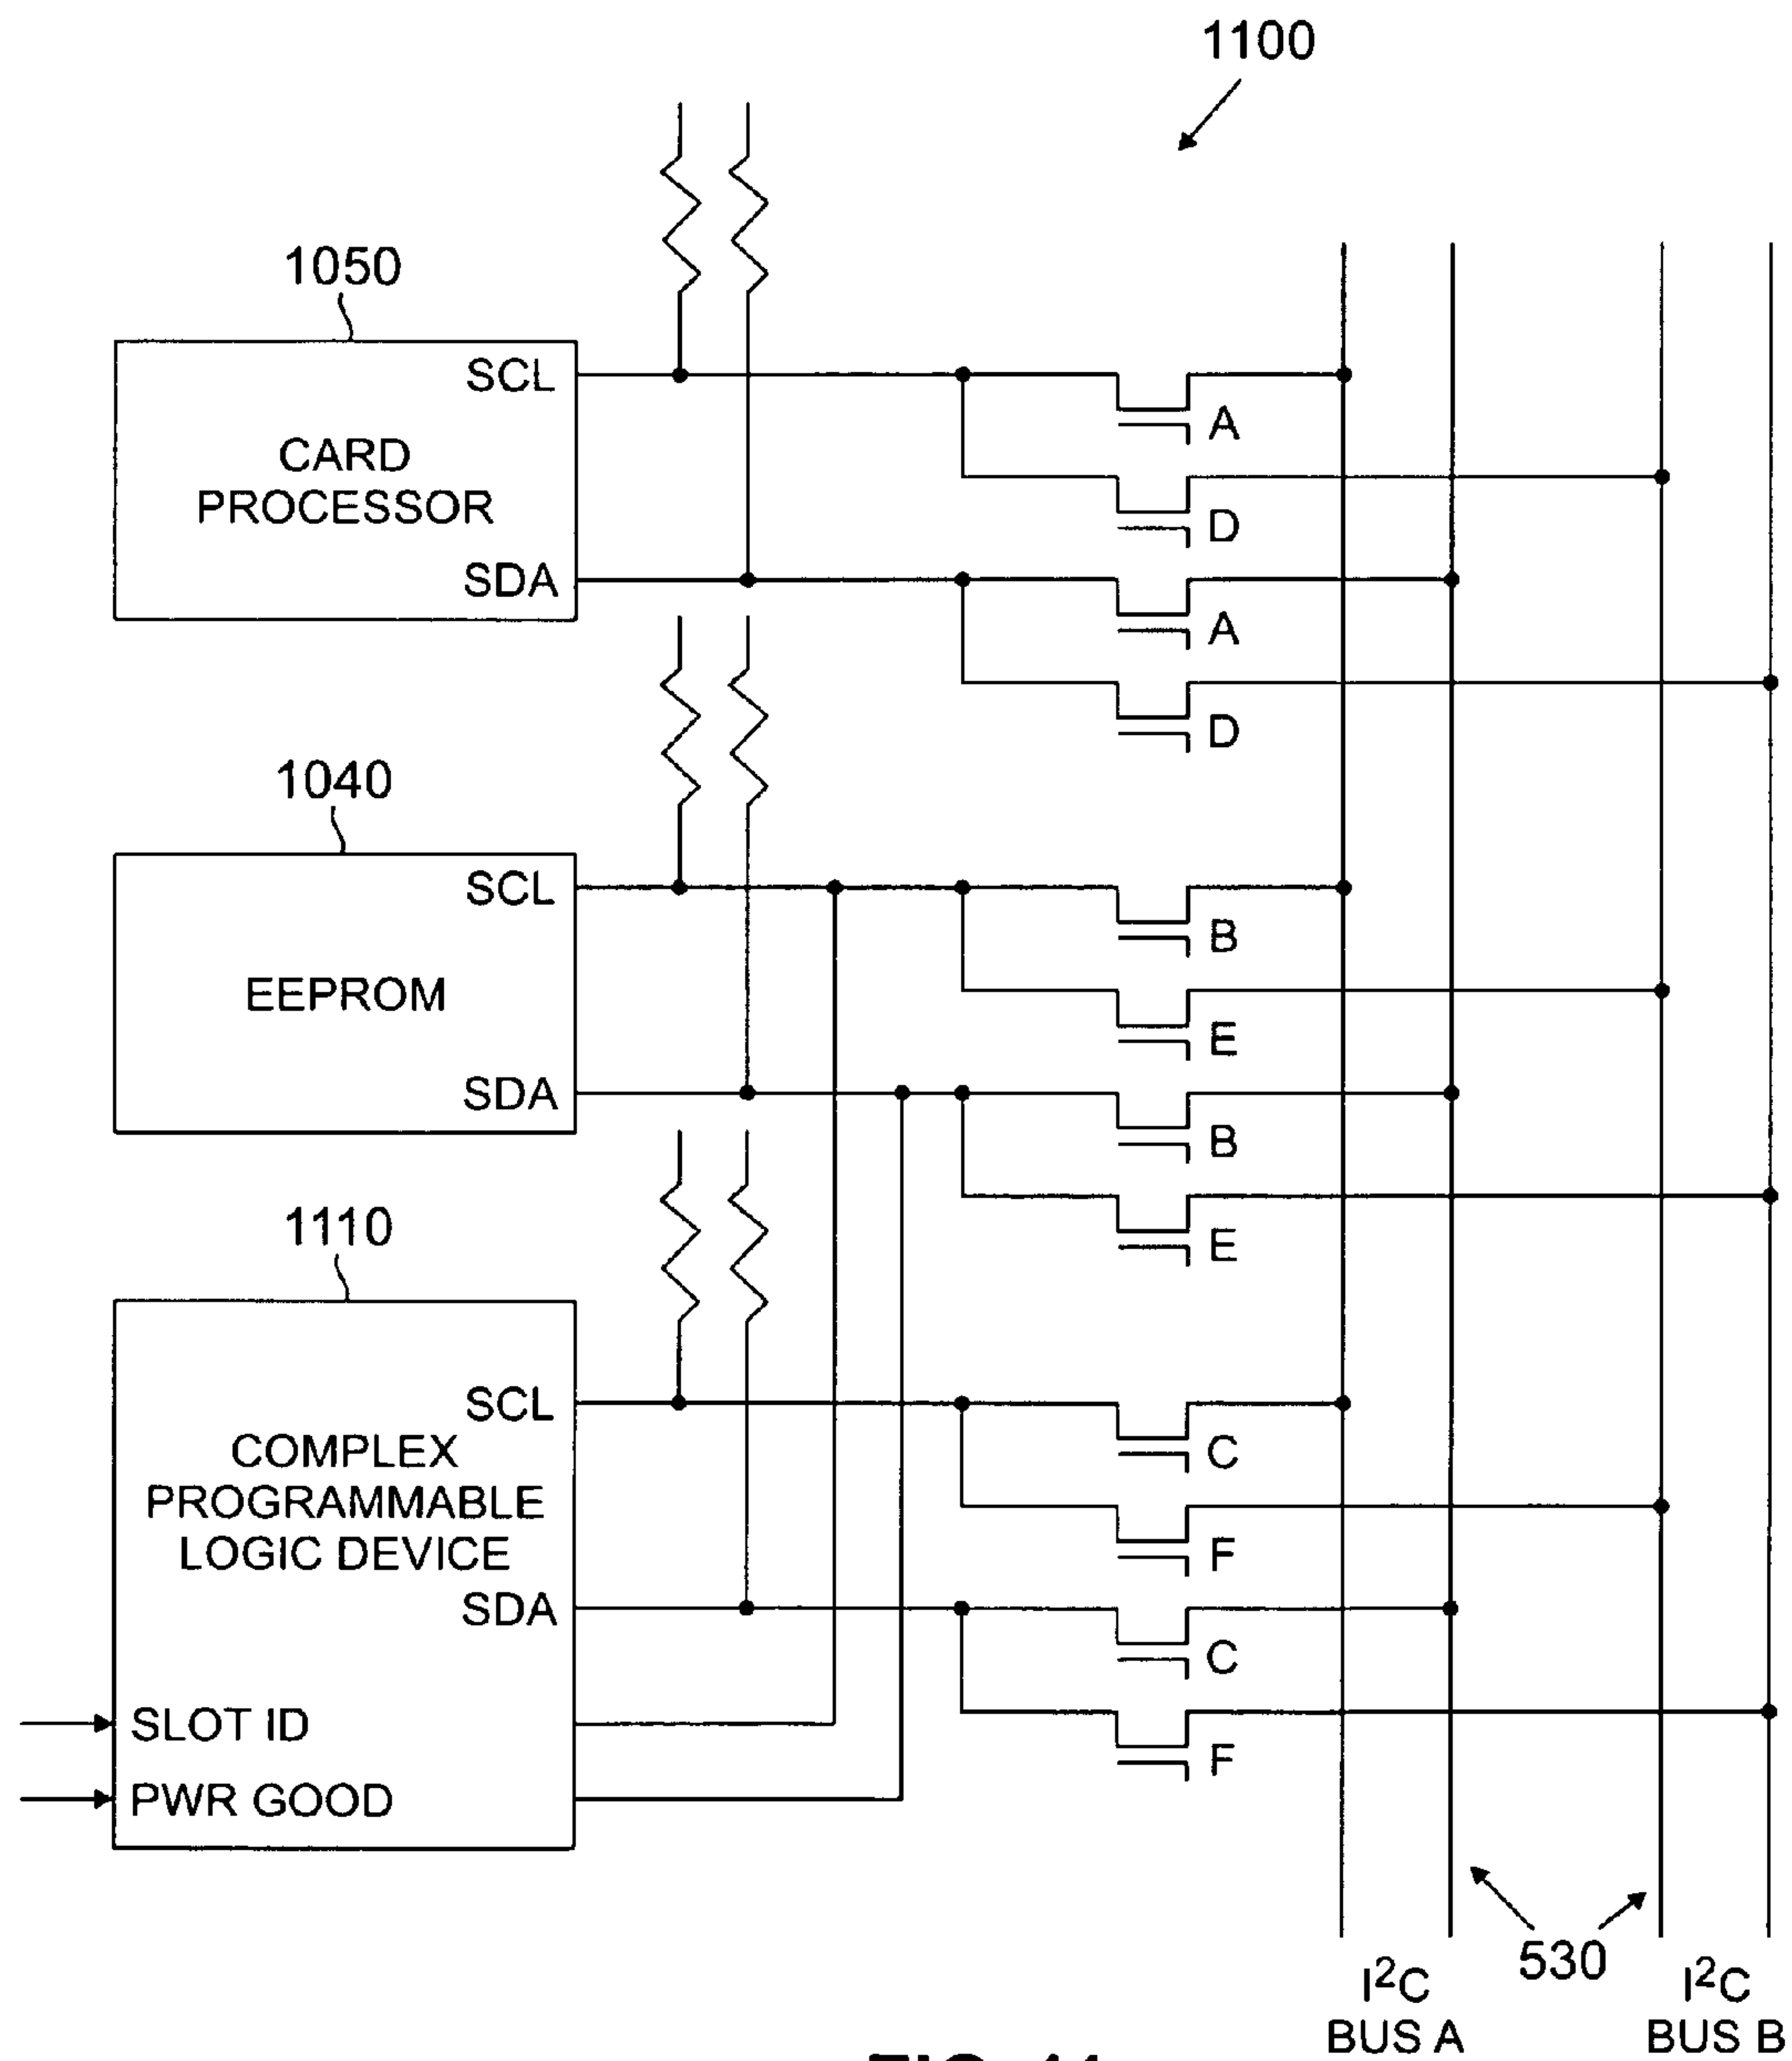 1100
1050
SCL
CARD
PROCESSOR
SDA
A
D
A
D
1040
SCL
EEPROM
SDA
B
E
B
E
1110
SCL
COMPLEX
PROGRAMMABLE
LOGIC DEVICE
SDA
SLOT ID
PWR GOOD
C
F
C
F
530
I²C
BUS A
I²C
BUS B